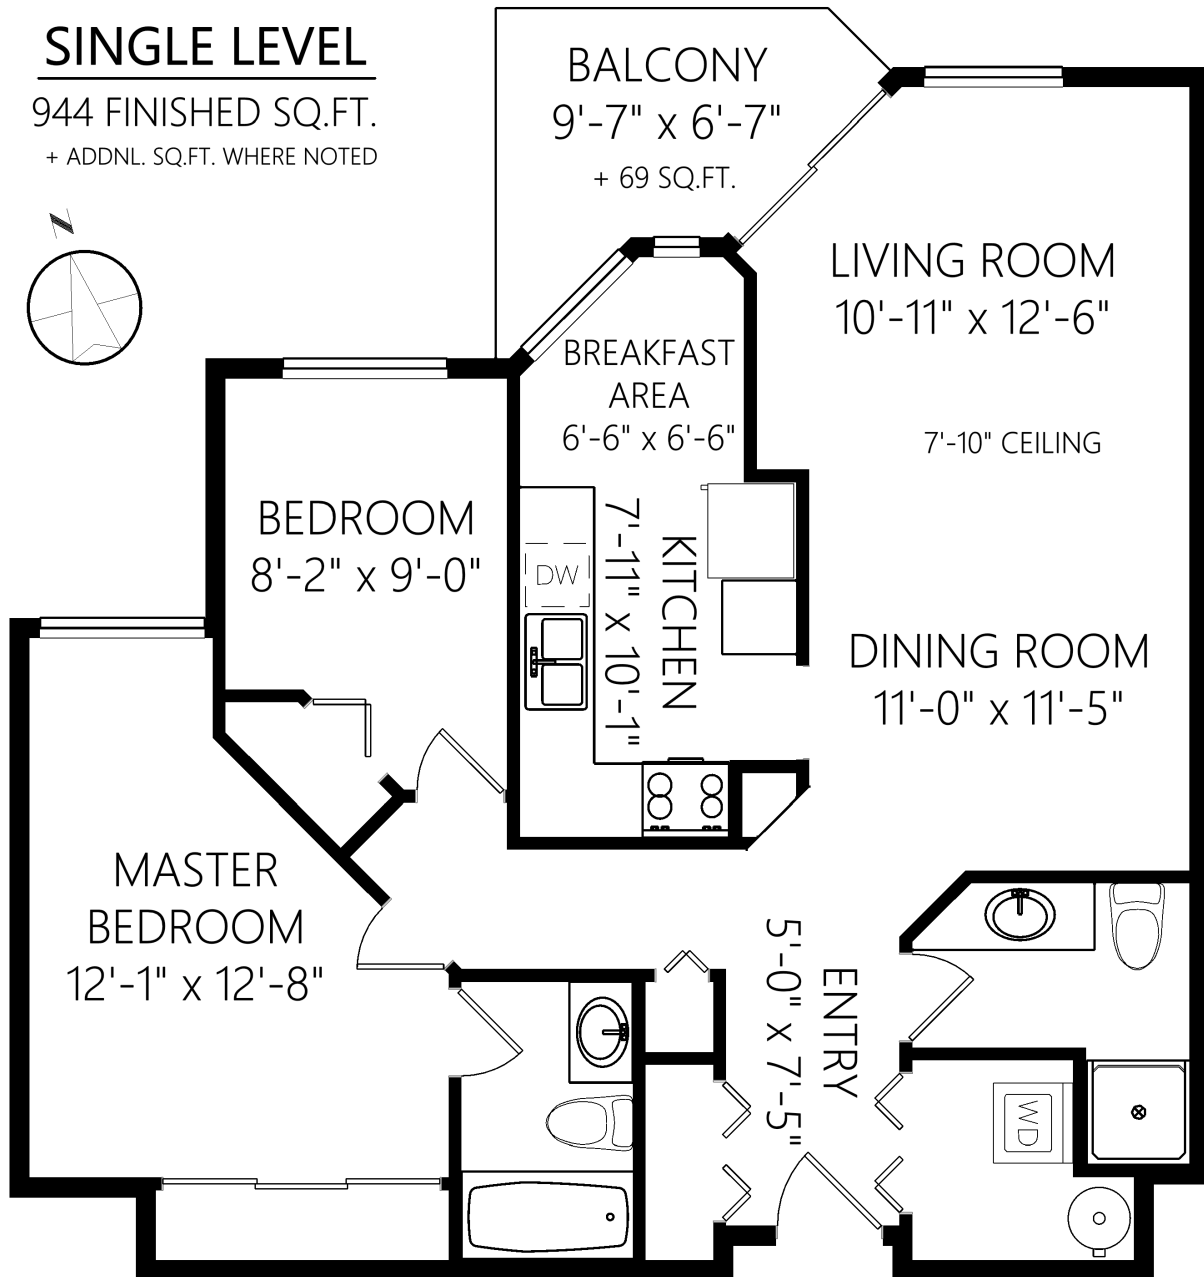 SINGLE LEVEL
944 FINISHED SQ.FT.
+ ADDNL. SQ.FT. WHERE NOTED
N
BALCONY
9'-7" x 6'-7"
+ 69 SQ.FT.
LIVING ROOM
10'-11" x 12'-6"
7'-10" CEILING
BREAKFAST
AREA
6'-6" x 6'-6"
BEDROOM
8'-2" x 9'-0"
DW
KITCHEN
7'-11" x 10'-1"
DINING ROOM
11'-0" x 11'-5"
MASTER
BEDROOM
12'-1" x 12'-8"
ENTRY
5'-0" x 7'-5"
WD